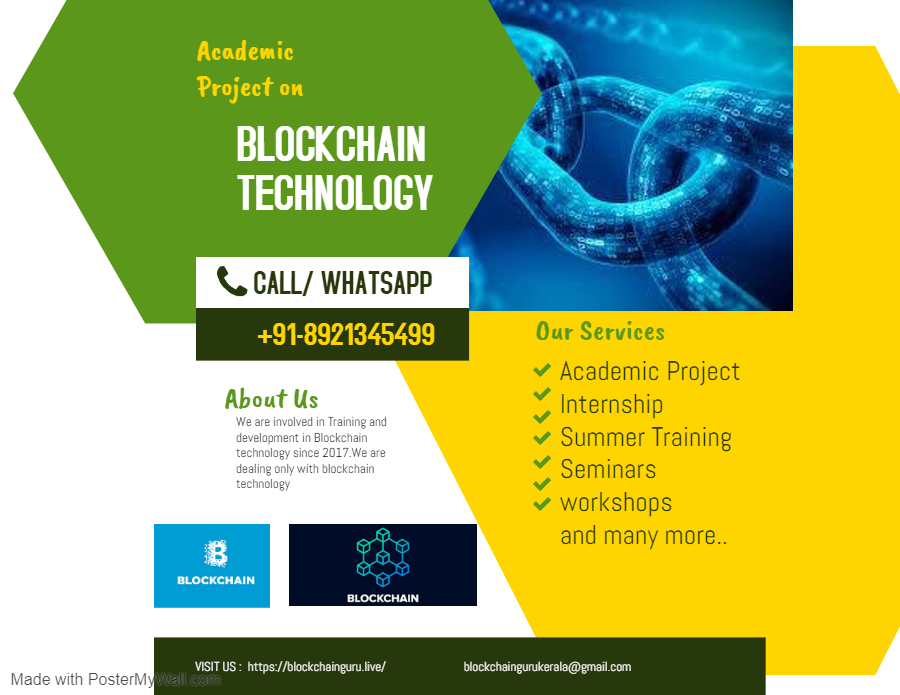 Academic
Project on
BLOCKCHAIN
TECHNOLOGY
CALL/ WHATSAPP
+91-8921345499
About Us
We are involved in Training and
development in Blockchain
technology since 2017.We are
dealing only with blockchain
technology
Our Services
Academic Project
Internship
Summer Training
Seminars
workshops
and many more..
BLOCKCHAIN
BLOCKCHAIN
VISIT US : https://blockchainguru.live/
blockchaingurukerala@gmail.com
Made with PosterMyWall.com